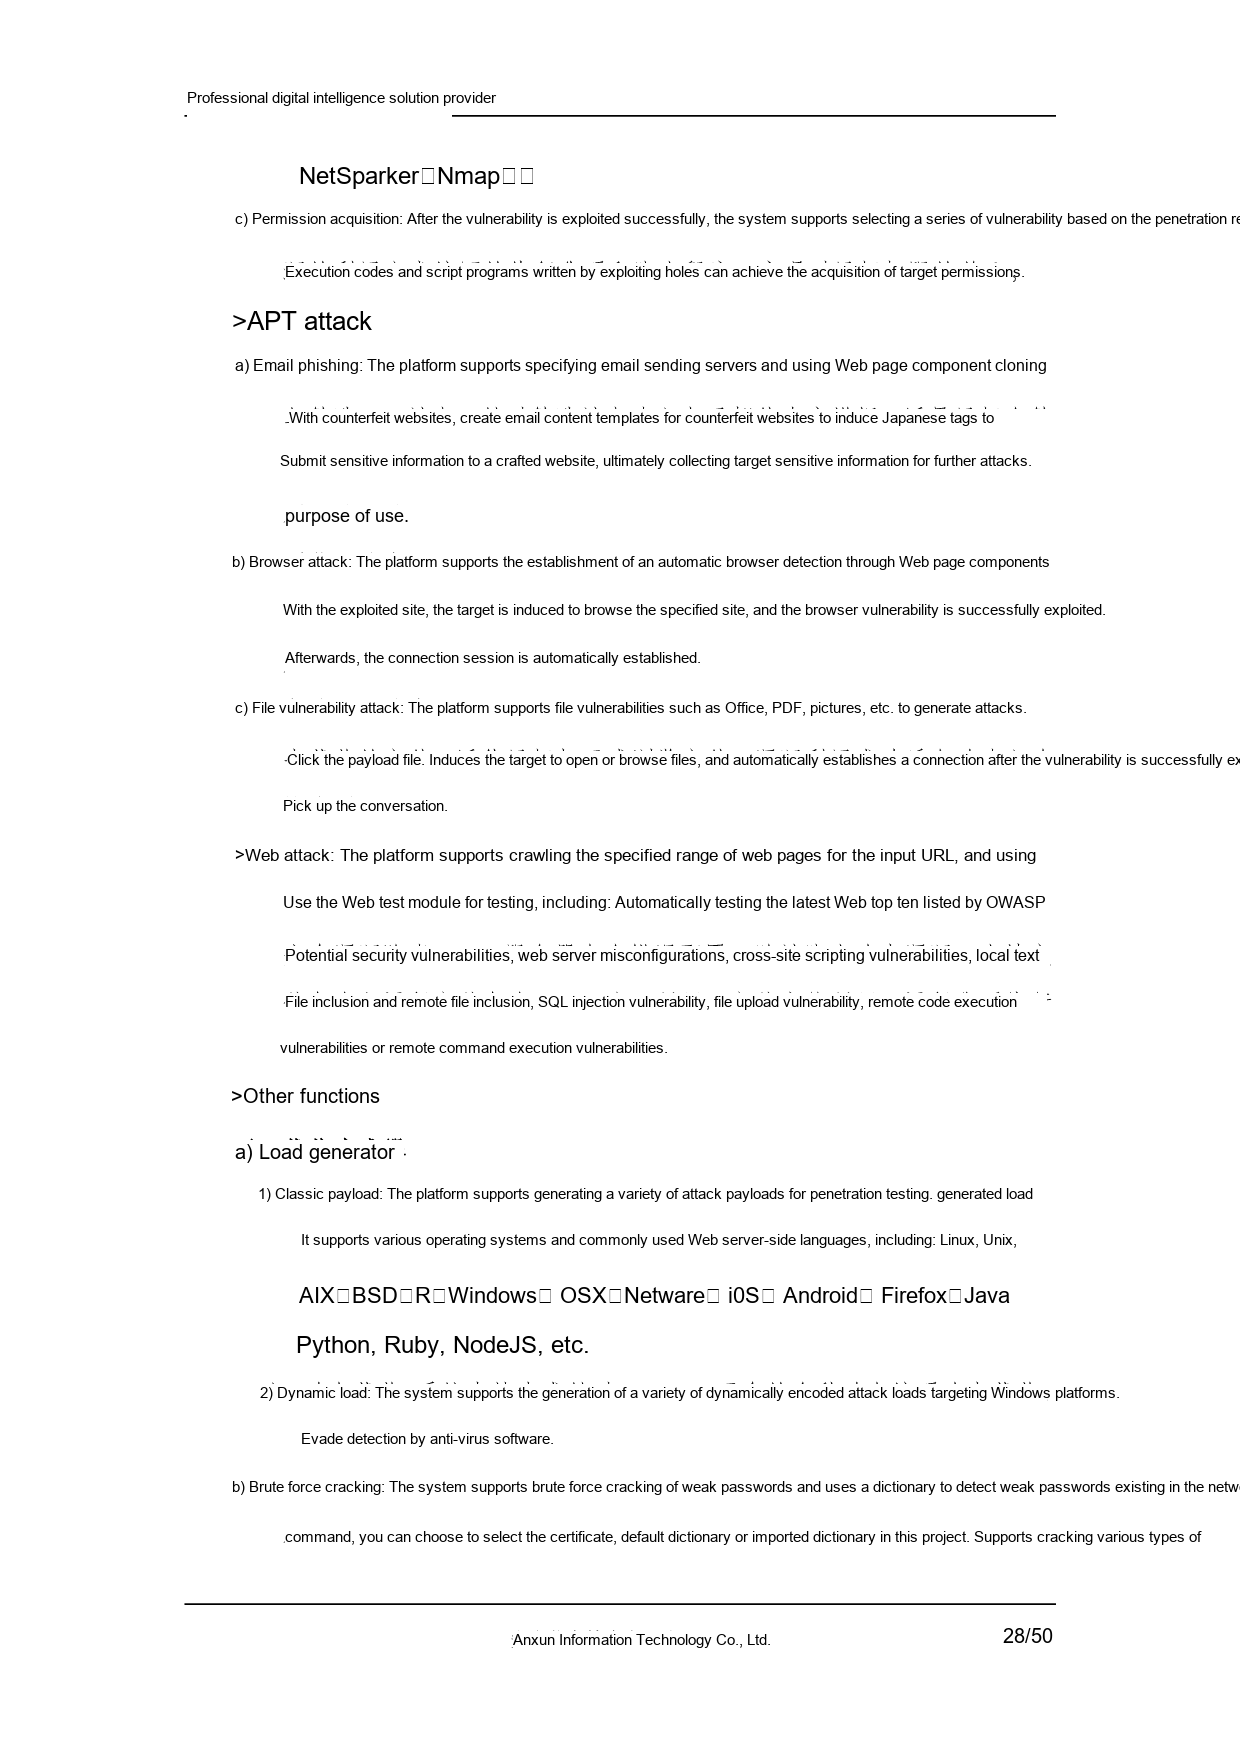 Professional digital intelligence solution provider
NetSparker□Nmap□□
c) Permission acquisition: After the vulnerability is exploited successfully, the system supports selecting a series of vulnerability based on the penetration
Execution codes and script programs written by exploiting holes can achieve the acquisition of target permissions.
>APT attack
a) Email phishing: The platform supports specifying email sending servers and using Web page component cloning
With counterfeit websites, create email content templates for counterfeit websites to induce Japanese tags to
Submit sensitive information to a crafted website, ultimately collecting target sensitive information for further attacks.
purpose of use.
b) Browser attack: The platform supports the establishment of an automatic browser detection through Web page components
With the exploited site, the target is induced to browse the specified site, and the browser vulnerability is successfully exploited.
Afterwards, the connection session is automatically established.
c) File vulnerability attack: The platform supports file vulnerabilities such as Office, PDF, pictures, etc. to generate attacks.
Click the payload file. Induces the target to open or browse files, and automatically establishes a connection after the vulnerability is successfully
Pick up the conversation.
>Web attack: The platform supports crawling the specified range of web pages for the input URL, and using
Use the Web test module for testing, including: Automatically testing the latest Web top ten listed by OWASP
Potential security vulnerabilities, web server misconfigurations, cross-site scripting vulnerabilities, local text
File inclusion and remote file inclusion, SQL injection vulnerability, file upload vulnerability, remote code execution
vulnerabilities or remote command execution vulnerabilities.
>Other functions
a) Load generator
1) Classic payload: The platform supports generating a variety of attack payloads for penetration testing. generated load
It supports various operating systems and commonly used Web server-side languages, including: Linux, Unix,
AIX□BSD□R□Windows□ OSX□Netware□ i0S□ Android□ Firefox□Java
Python, Ruby, NodeJS, etc.
2) Dynamic load: The system supports the generation of a variety of dynamically encoded attack loads targeting Windows platforms.
Evade detection by anti-virus software.
b) Brute force cracking: The system supports brute force cracking of weak passwords and uses a dictionary to detect weak passwords existing in the
command, you can choose to select the certificate, default dictionary or imported dictionary in this project. Supports cracking various types of
Anxun Information Technology Co., Ltd.
28/50